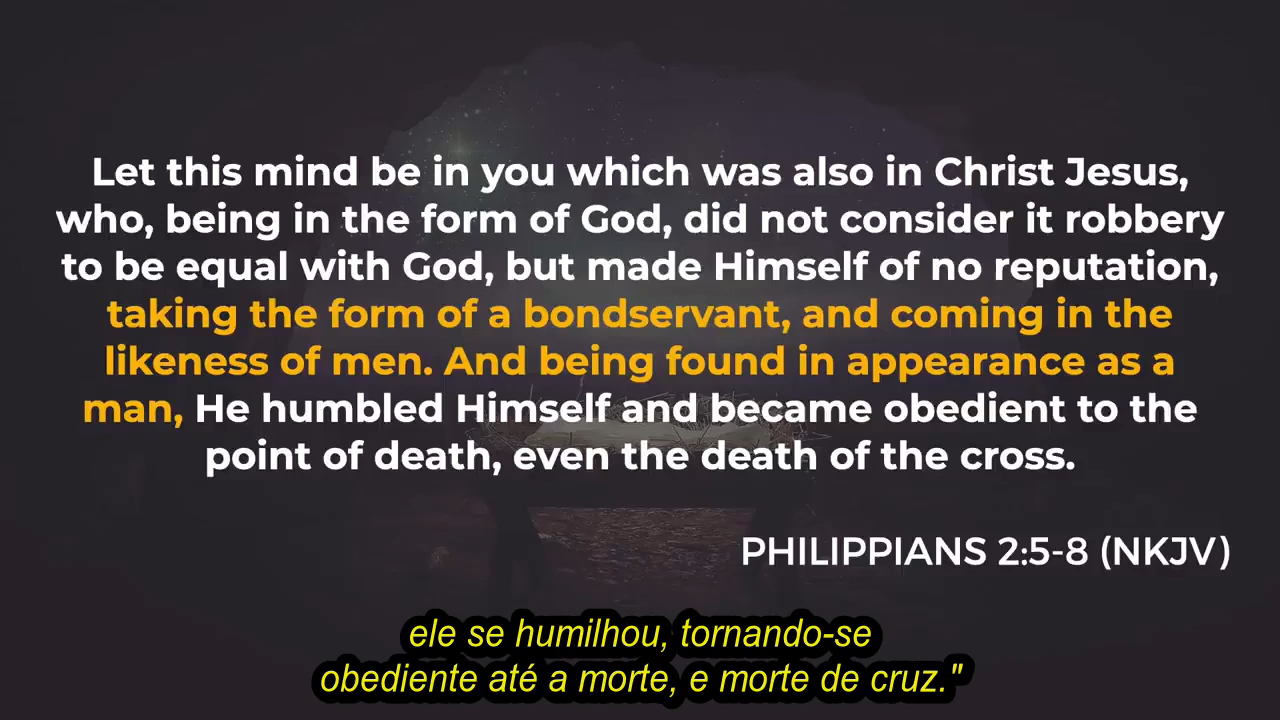 Let this mind be in you which was also in Christ Jesus,
who, being in the form of God, did not consider it robbery
to be equal with God, but made Himself of no reputation,
taking the form of a bondservant, and coming in the
likeness of men. And being found in appearance as a
man, He humbled Himself and became obedient to the
point of death, even the death of the cross.
PHILIPPIANS 2:5-8 (NKJV)
ele se humilhou, tornando-se
obediente até a morte, e morte de cruz."